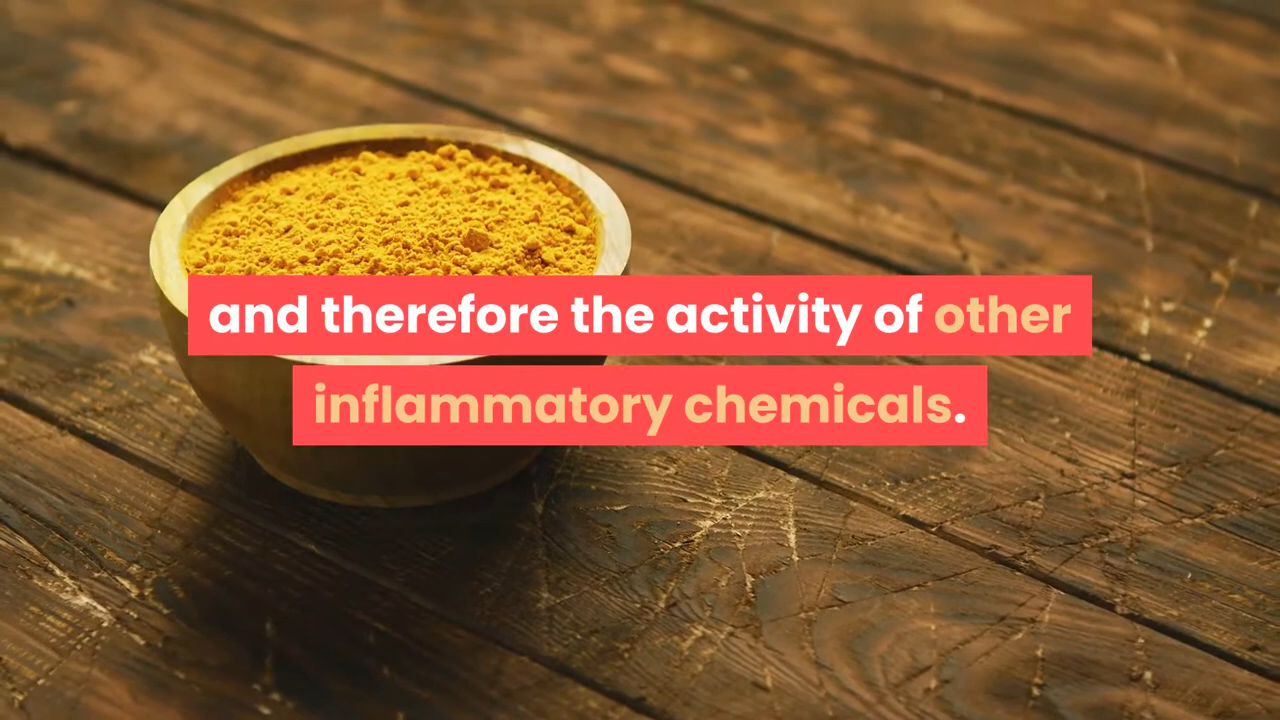 and therefore the activity of other
inflammatory chemicals.